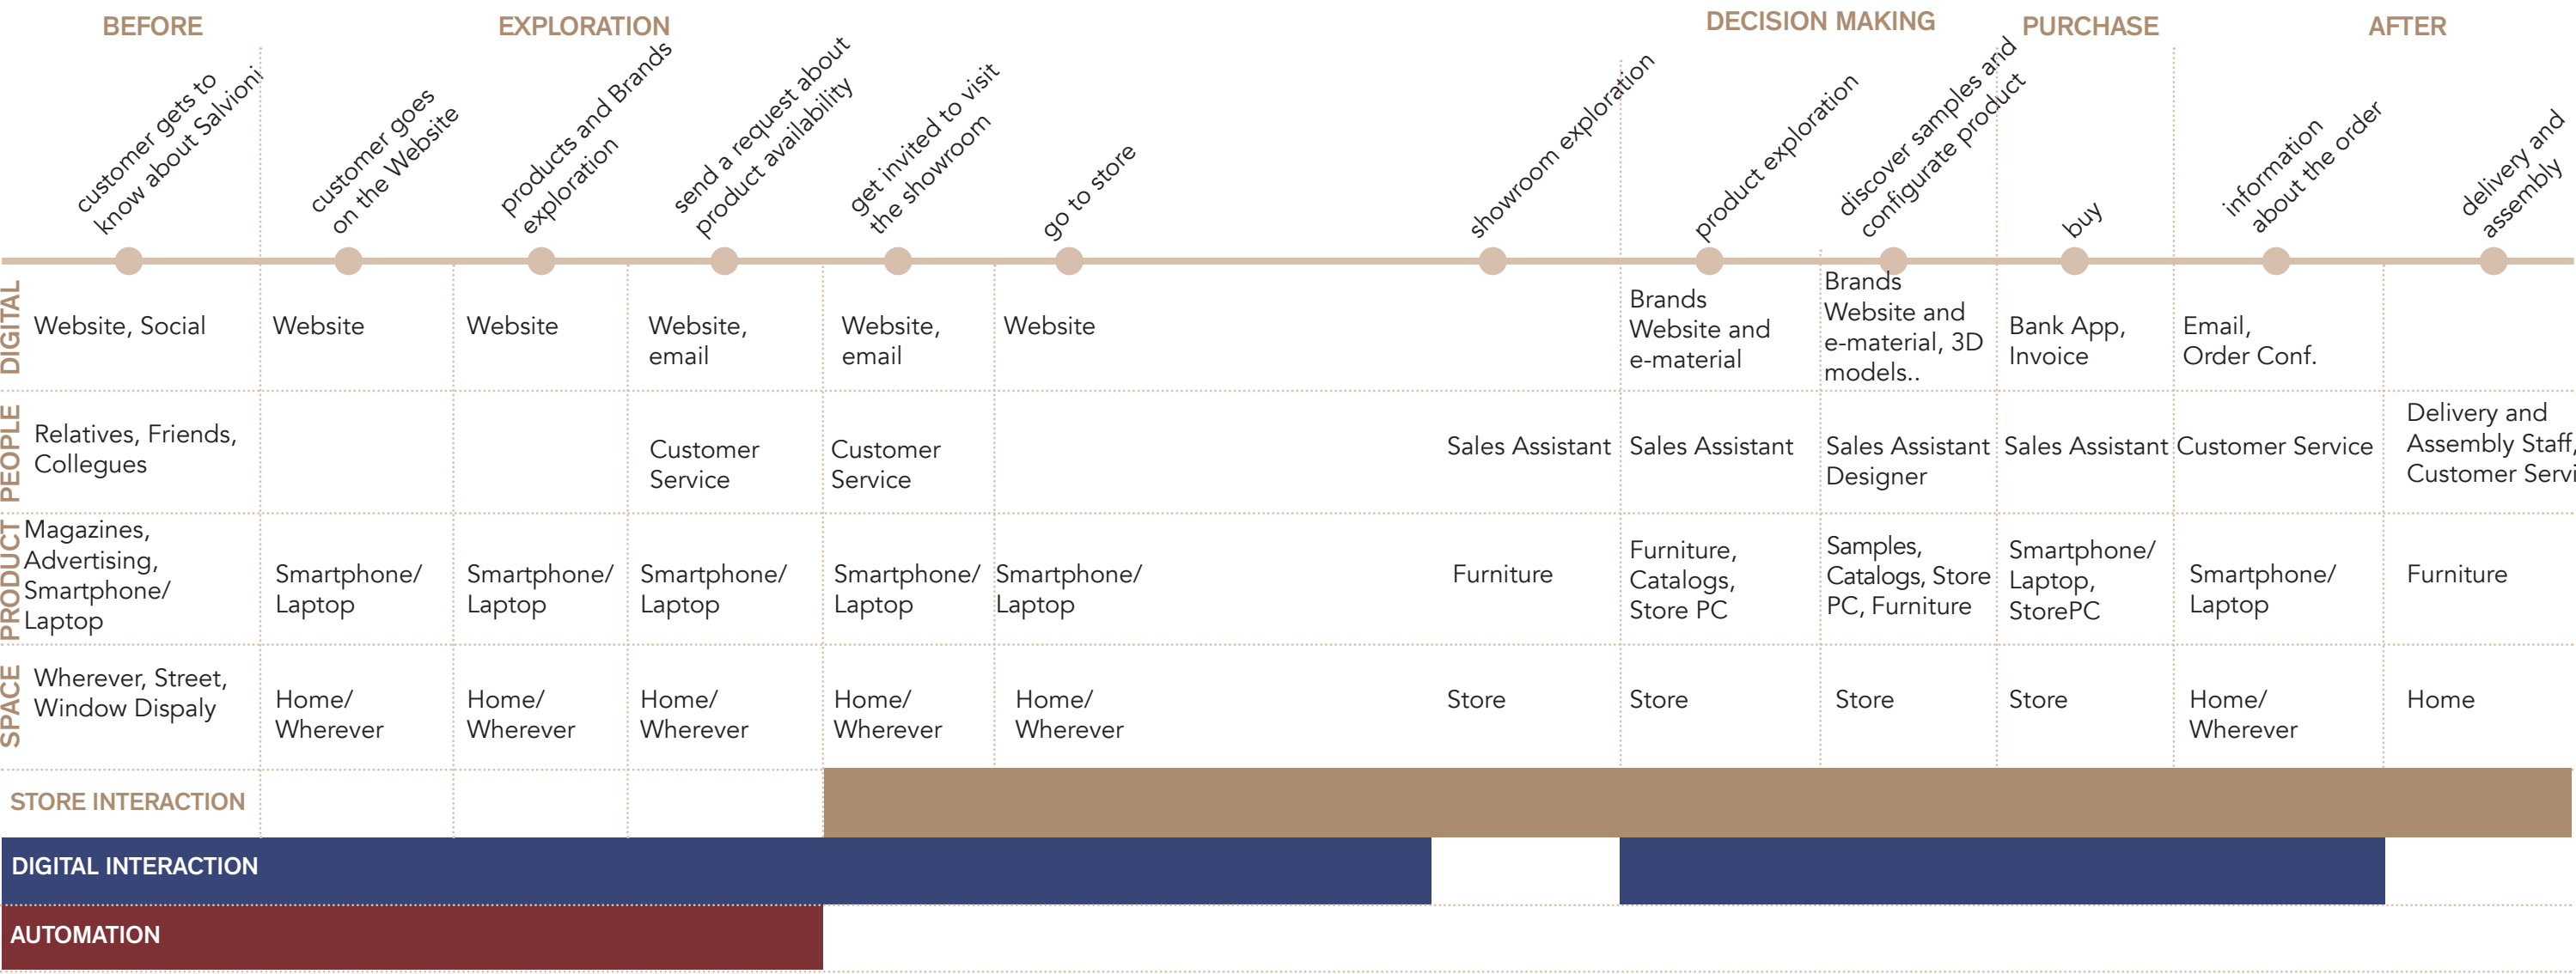 BEFORE
EXPLORATION
DECISION MAKING
PURCHASE
AFTER
customer gets to
know about Salvioni
customer goes
on the Website
products and Brands
exploration
send a request about
product availability
get invited to visit
the showroom
go to store
showroom exploration
product exploration
discover samples and
configurate product
buy
information
about the order
delivery and
assembly
DIGITAL
Website, Social
Website
Website
Website,
email
Website,
email
Website
Brands
Website and
e-material
Brands
Website and
e-material, 3D
models..
Bank App,
Invoice
Email,
Order Conf.
PEOPLE
Relatives, Friends,
Collegues
Customer
Service
Customer
Service
Sales Assistant
Sales Assistant
Sales Assistant
Designer
Sales Assistant
Customer Service
Delivery and
Assembly Staff,
Customer Servi
PRODUCT
Magazines,
Advertising,
Smartphone/
Laptop
Smartphone/
Laptop
Smartphone/
Laptop
Smartphone/
Laptop
Smartphone/
Laptop
Smartphone/
Laptop
Furniture
Furniture,
Catalogs,
Store PC
Samples,
Catalogs, Store
PC, Furniture
Smartphone/
Laptop,
StorePC
Smartphone/
Laptop
Furniture
SPACE
Wherever, Street,
Window Dispaly
Home/
Wherever
Home/
Wherever
Home/
Wherever
Home/
Wherever
Home/
Wherever
Store
Store
Store
Store
Home/
Wherever
Home
STORE INTERACTION
DIGITAL INTERACTION
AUTOMATION